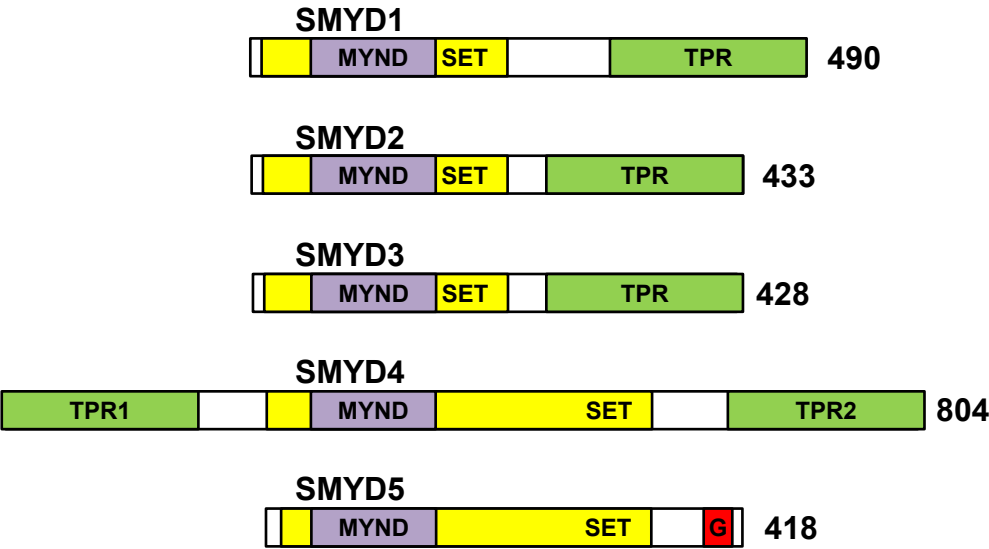 SMYD1
MYND SET TPR 490
SMYD2
MYND SET TPR 433
SMYD3
MYND SET TPR 428
SMYD4
TPR1 MYND SET TPR2 804
SMYD5
MYND SET G 418